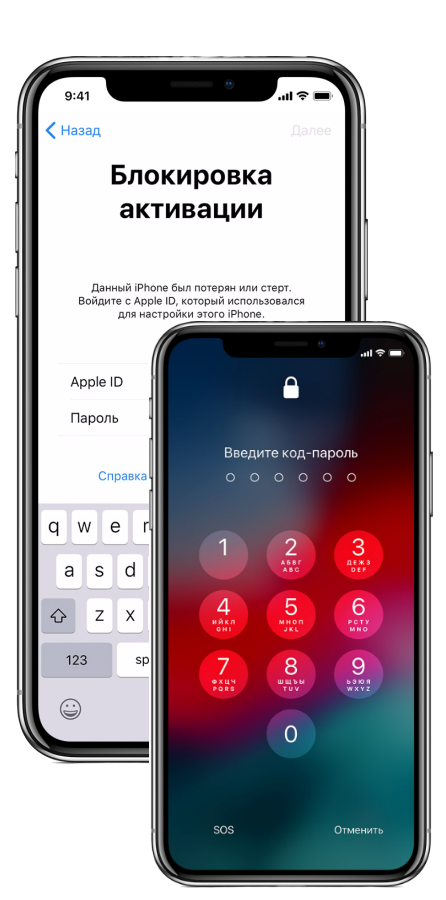 9:41
Назад
Далее
Блокировка
активации
Данный iPhone был потерян или стерт.
Войдите с Apple ID, который использовался
для настройки этого iPhone.
Apple ID
Пароль
Справка
q w e
a s d
z x
123
Введите код-пароль
1 2 3
АБВГ ДЕЖЗ
ABC DEF
4 5 6
ИЙКЛ МНОП РСТУ
GHI JKL MNO
7 8 9
ФХЦЧ ШЩЪЫ ЬЭЮЯ
PQRS TUV WXYZ
0
SOS Отменить